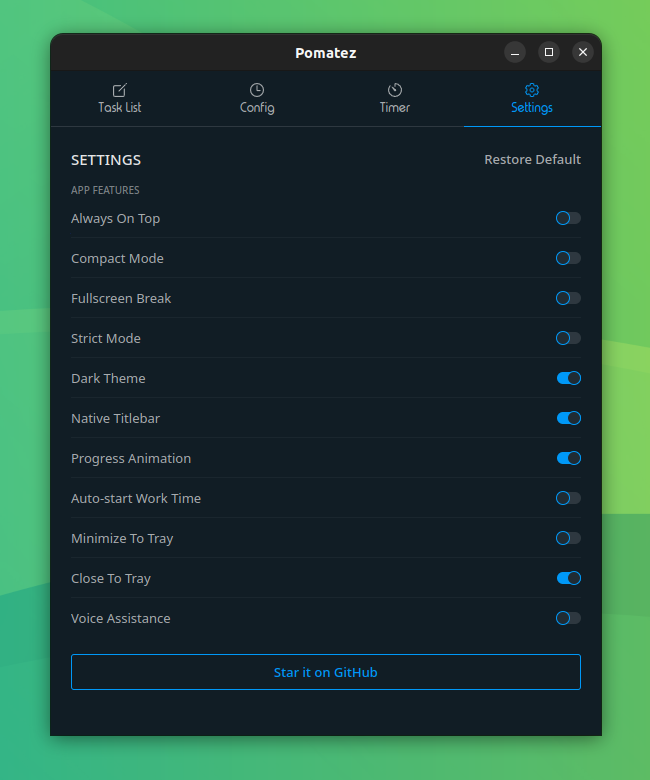 Pomatez
Task List
Config
Timer
Settings
SETTINGS
Restore Default
APP FEATURES
Always On Top
Compact Mode
Fullscreen Break
Strict Mode
Dark Theme
Native Titlebar
Progress Animation
Auto-start Work Time
Minimize To Tray
Close To Tray
Voice Assistance
Star it on GitHub